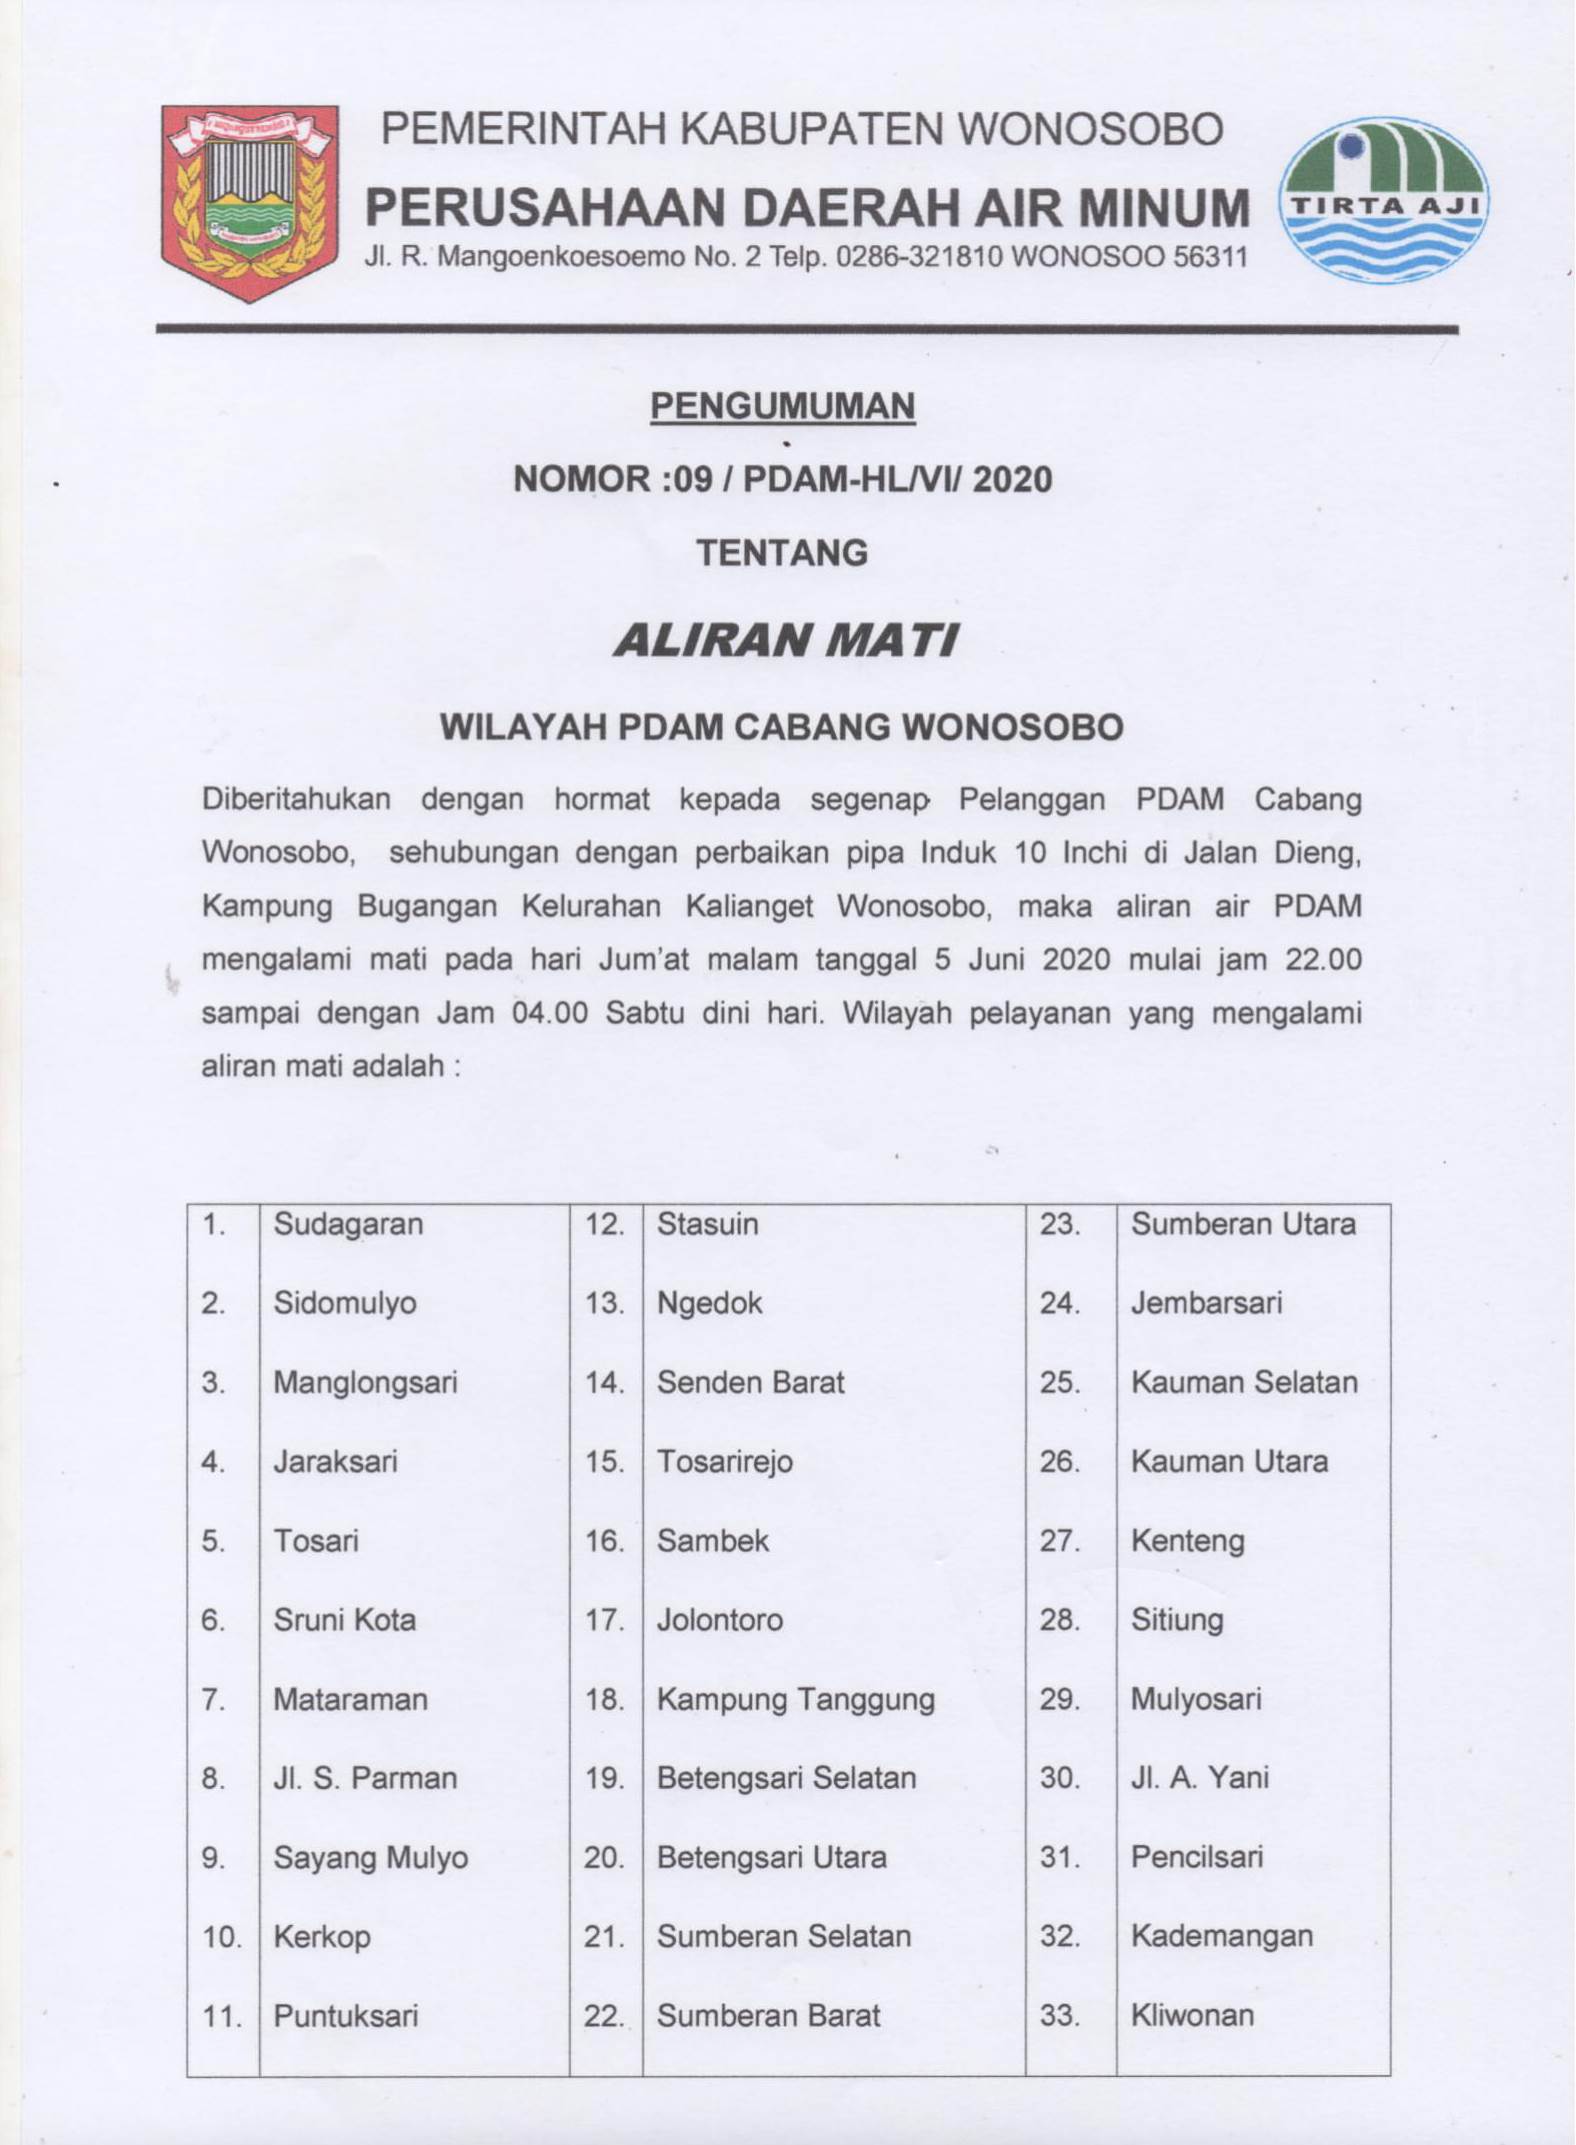 PEMERINTAH KABUPATEN WONOSOBO
PERUSAHAAN DAERAH AIR MINUM
Jl. R. Mangoenkoesoemo No. 2 Telp. 0286-321810 WONOSOO 56311
TIRTA AJI
PENGUMUMAN
NOMOR :09 / PDAM-HL/VI/ 2020
TENTANG
ALIRAN MATI
WILAYAH PDAM CABANG WONOSOBO
Diberitahukan dengan hormat kepada segenap Pelanggan PDAM Cabang
Wonosobo, sehubungan dengan perbaikan pipa Induk 10 Inchi di Jalan Dieng,
Kampung Bugangan Kelurahan Kalianget Wonosobo, maka aliran air PDAM
mengalami mati pada hari Jum'at malam tanggal 5 Juni 2020 mulai jam 22.00
sampai dengan Jam 04.00 Sabtu dini hari. Wilayah pelayanan yang mengalami
aliran mati adalah :
1. Sudagaran 12. Stasuin 23. Sumberan Utara
2. Sidomulyo 13. Ngedok 24. Jembarsari
3. Manglongsari 14. Senden Barat 25. Kauman Selatan
4. Jaraksari 15. Tosarirejo 26. Kauman Utara
5. Tosari 16. Sambek 27. Kenteng
6. Sruni Kota 17. Jolontoro 28. Sitiung
7. Mataraman 18. Kampung Tanggung 29. Mulyosari
8. Jl. S. Parman 19. Betengsari Selatan 30. Jl. A. Yani
9. Sayang Mulyo 20. Betengsari Utara 31. Pencilsari
10. Kerkop 21. Sumberan Selatan 32. Kademangan
11. Puntuksari 22. Sumberan Barat 33. Kliwonan